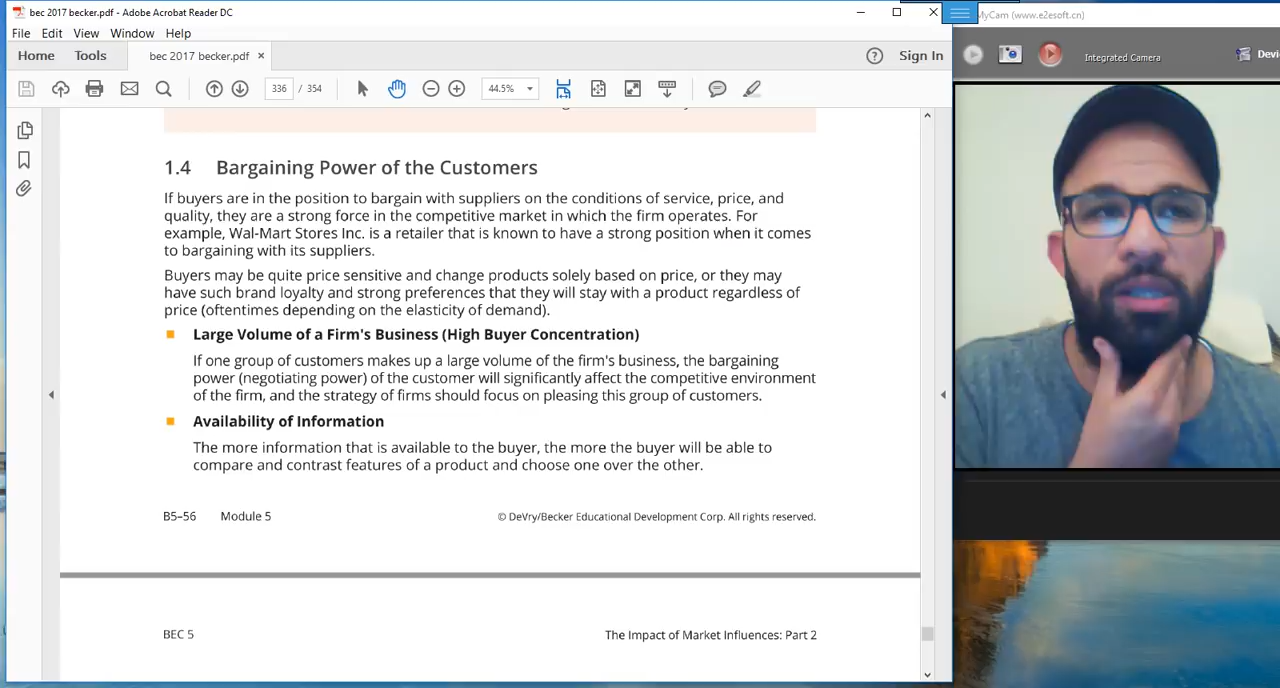 bec 2017 becker.pdf - Adobe Acrobat Reader DC
MyCam (www.e2esoft.cn)
File Edit View Window Help
Home Tools bec 2017 becker.pdf × Sign In
Integrated Camera
Devi
336 / 354 44.5%
1.4 Bargaining Power of the Customers
If buyers are in the position to bargain with suppliers on the conditions of service, price, and
quality, they are a strong force in the competitive market in which the firm operates. For
example, Wal-Mart Stores Inc. is a retailer that is known to have a strong position when it comes
to bargaining with its suppliers.
Buyers may be quite price sensitive and change products solely based on price, or they may
have such brand loyalty and strong preferences that they will stay with a product regardless of
price (oftentimes depending on the elasticity of demand).
Large Volume of a Firm's Business (High Buyer Concentration)
If one group of customers makes up a large volume of the firm's business, the bargaining
power (negotiating power) of the customer will significantly affect the competitive environment
of the firm, and the strategy of firms should focus on pleasing this group of customers.
Availability of Information
The more information that is available to the buyer, the more the buyer will be able to
compare and contrast features of a product and choose one over the other.
B5–56 Module 5 © DeVry/Becker Educational Development Corp. All rights reserved.
BEC 5 The Impact of Market Influences: Part 2